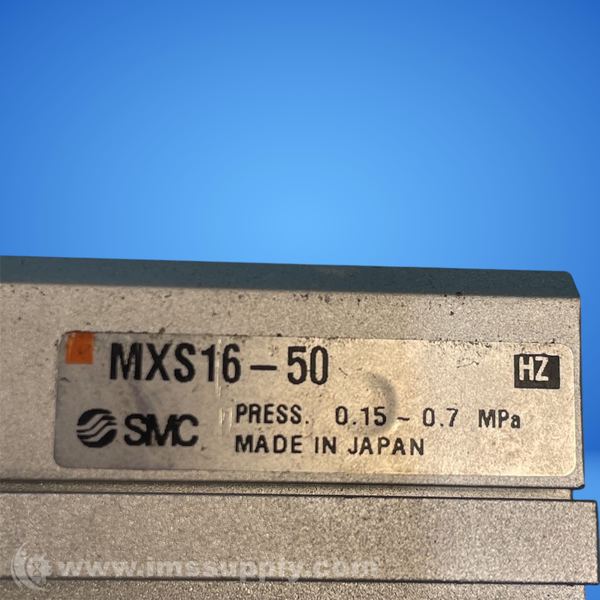 MXS16-50
HZ
SMC
PRESS. 0.15 ~ 0.7 MPa
MADE IN JAPAN
www.imssupply.com